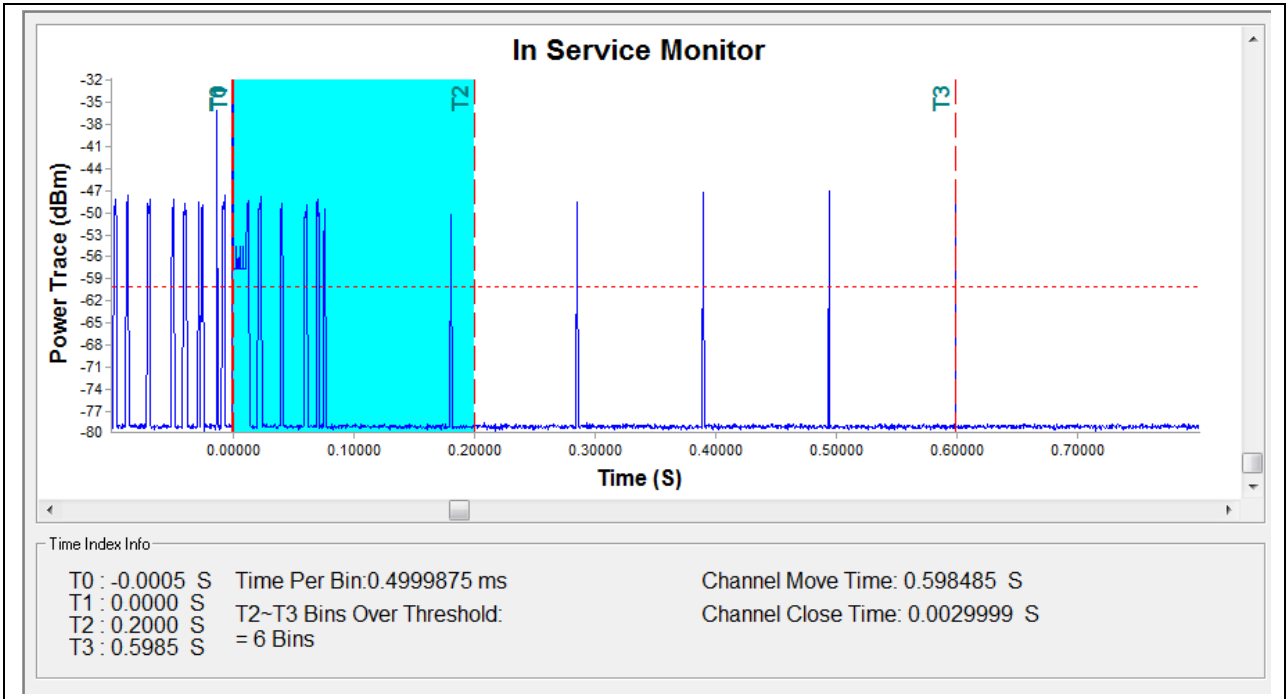 In Service Monitor
Power Trace (dBm)
-32
-35
-38
-41
-44
-47
-50
-53
-56
-59
-62
-65
-68
-71
-74
-77
-80
T0
T1
T2
T3
0.00000 0.10000 0.20000 0.30000 0.40000 0.50000 0.60000 0.70000
Time (S)
Time Index Info
T0 : -0.0005 S
T1 : 0.0000 S
T2 : 0.2000 S
T3 : 0.5985 S
Time Per Bin:0.4999875 ms
T2~T3 Bins Over Threshold:
= 6 Bins
Channel Move Time: 0.598485 S
Channel Close Time: 0.0029999 S